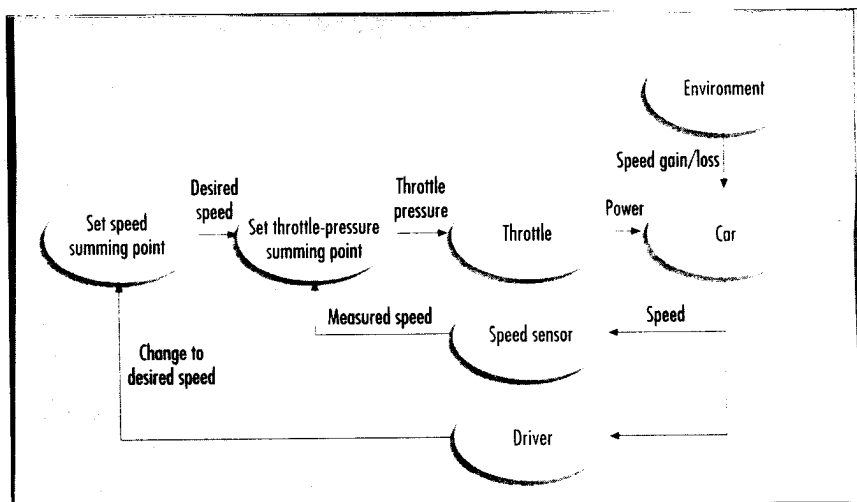 Environment
Speed gain/loss
Desired
speed
Throttle
pressure
Power
Set speed
summing point
Set throttle-pressure
summing point
Throttle
Car
Measured speed
Speed sensor
Speed
Change to
desired speed
Driver